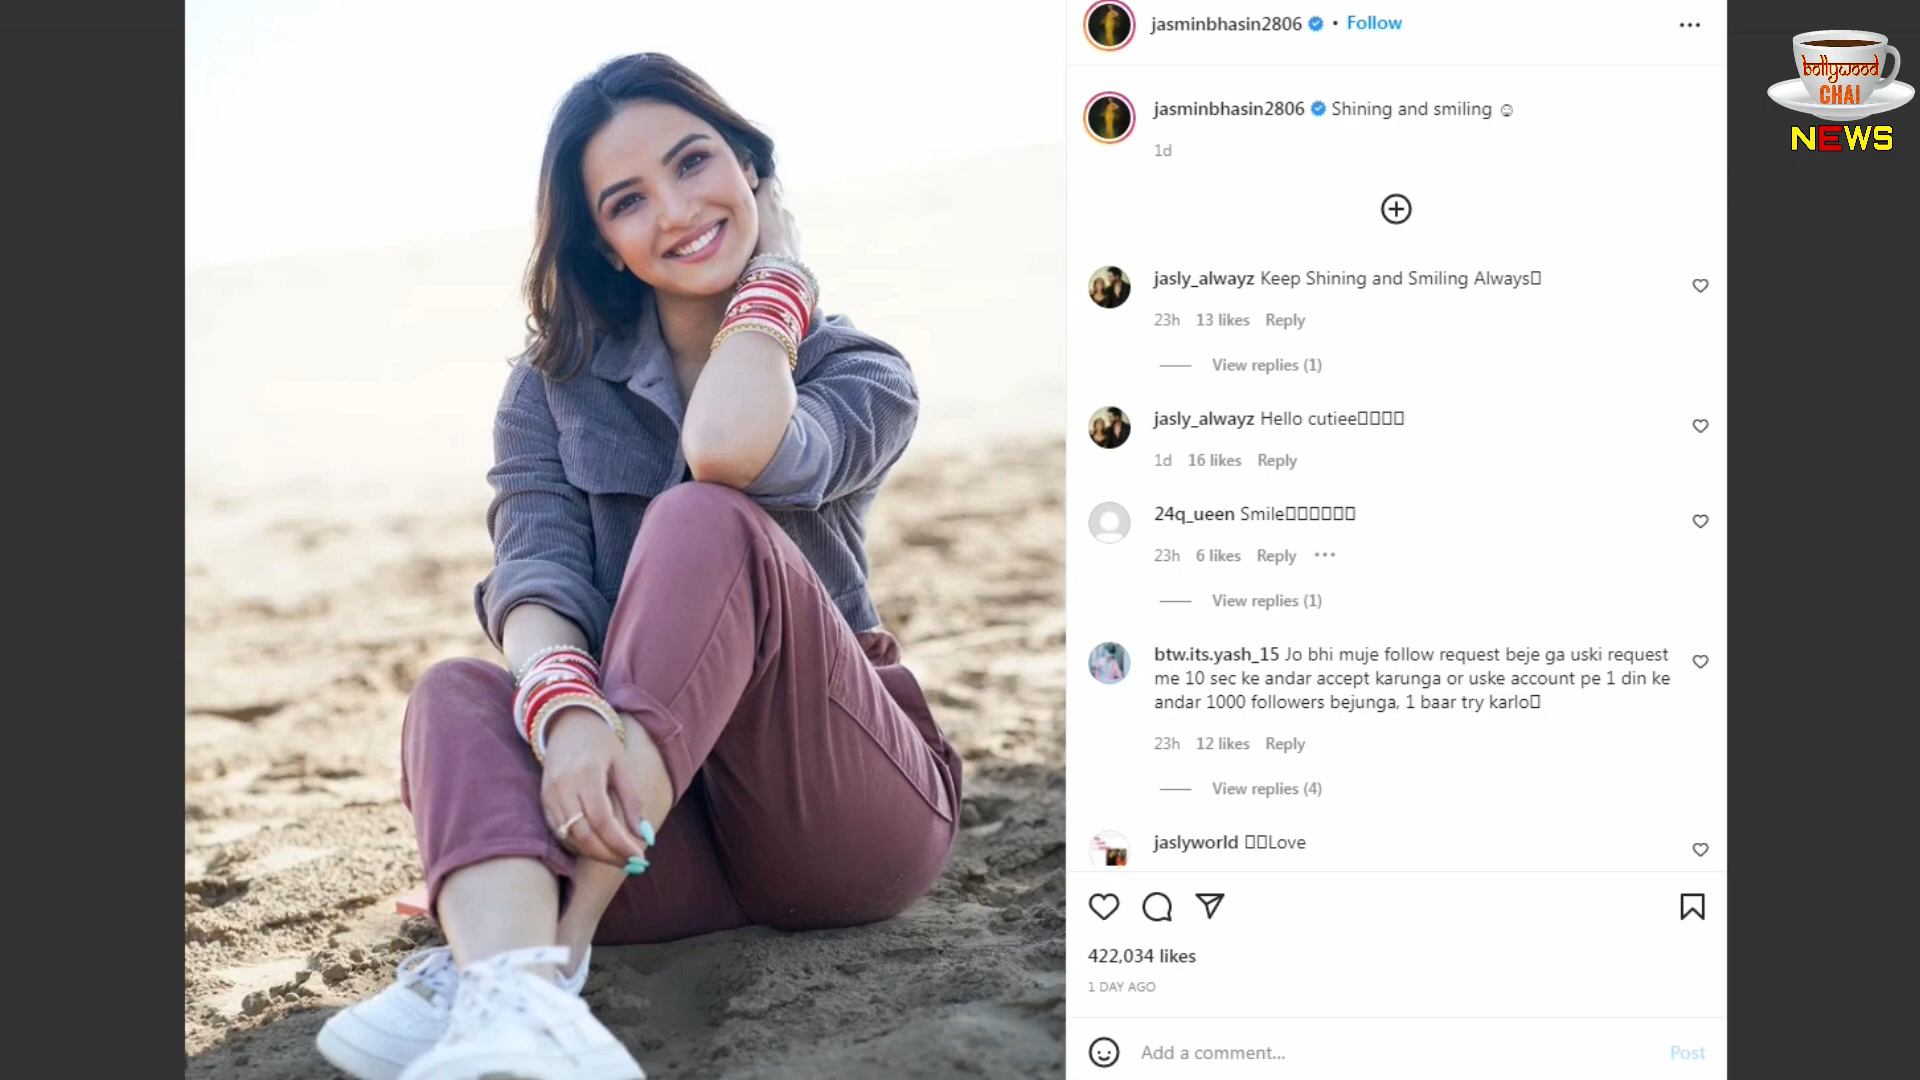 jasminbhasin2806 • Follow
jasminbhasin2806 Shining and smiling ☺
1d
jasly_alwayz Keep Shining and Smiling Always▯
23h 13 likes Reply
View replies (1)
jasly_alwayz Hello cutiee▯▯▯▯
1d 16 likes Reply
24q_ueen Smile▯▯▯▯▯▯
23h 6 likes Reply
View replies (1)
btw.its.yash_15 Jo bhi muje follow request beje ga uski request
me 10 sec ke andar accept karunga or uske account pe 1 din ke
andar 1000 followers bejunga, 1 baar try karlo▯
23h 12 likes Reply
View replies (4)
jaslyworld ▯▯Love
422,034 likes
1 DAY AGO
Add a comment... Post
bollywood
CHAI
NEWS